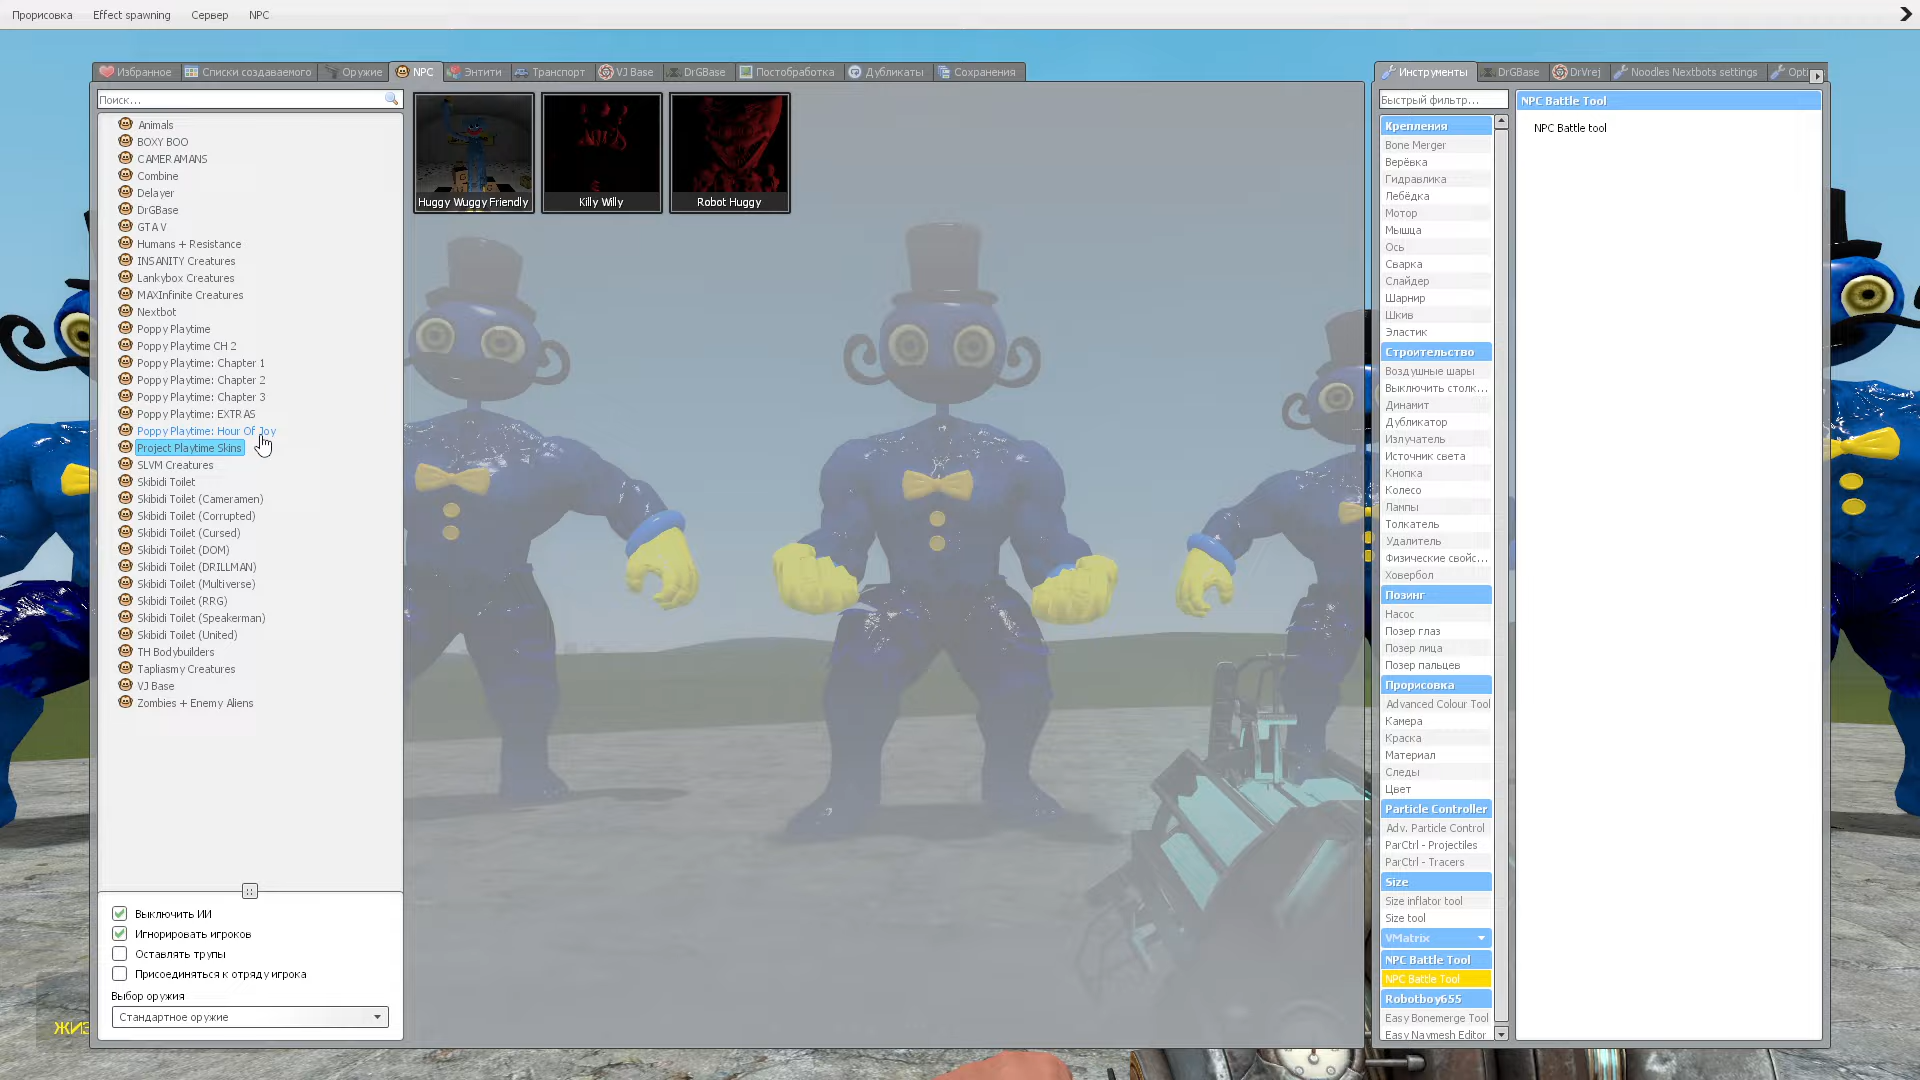 Прорисовка Effect spawning Сервер NPC
Избранное Списки создаваемого Оружие NPC Энтити Транспорт VJ Base DrGBase Постобработка Дубликаты Сохранения
Поиск...
Animals
BOXY BOO
CAMERAMANS
Combine
Delayer
DrGBase
GTA V
Humans + Resistance
INSANITY Creatures
Lankybox Creatures
MAXInfinite Creatures
Nextbot
Poppy Playtime
Poppy Playtime CH 2
Poppy Playtime: Chapter 1
Poppy Playtime: Chapter 2
Poppy Playtime: Chapter 3
Poppy Playtime: EXTRAS
Poppy Playtime: Hour Of Joy
Project Playtime Skins
SLVM Creatures
Skibidi Toilet
Skibidi Toilet (Cameramen)
Skibidi Toilet (Corrupted)
Skibidi Toilet (Cursed)
Skibidi Toilet (DOM)
Skibidi Toilet (DRILLMAN)
Skibidi Toilet (Multiverse)
Skibidi Toilet (RRG)
Skibidi Toilet (Speakerman)
Skibidi Toilet (United)
TH Bodybuilders
Tapliasmy Creatures
VJ Base
Zombies + Enemy Aliens
Выключить ИИ
Игнорировать игроков
Оставлять трупы
Присоединяться к отряду игрока
Выбор оружия
Стандартное оружие
Huggy Wuggy Friendly
Killy Willy
Robot Huggy
Инструменты DrGBase DrVrej Noodles Nextbots settings Opti
Быстрый фильтр...
Крепления
Bone Merger
Верёвка
Гидравлика
Лебёдка
Мотор
Мышца
Ось
Сварка
Слайдер
Шарнир
Шкив
Эластик
Строительство
Воздушные шары
Выключить столк...
Динамит
Дубликатор
Излучатель
Источник света
Кнопка
Колесо
Лампы
Толкатель
Удалитель
Физические свойс...
Ховербол
Позинг
Насос
Позер глаз
Позер лица
Позер пальцев
Прорисовка
Advanced Colour Tool
Камера
Краска
Материал
Следы
Цвет
Particle Controller
Adv. Particle Control
ParCtrl - Projectiles
ParCtrl - Tracers
Size
Size inflator tool
Size tool
VMatrix
NPC Battle Tool
NPC Battle Tool
Robotboy655
Easy Bonemerge Tool
Easy Navmesh Editor
NPC Battle Tool
NPC Battle tool